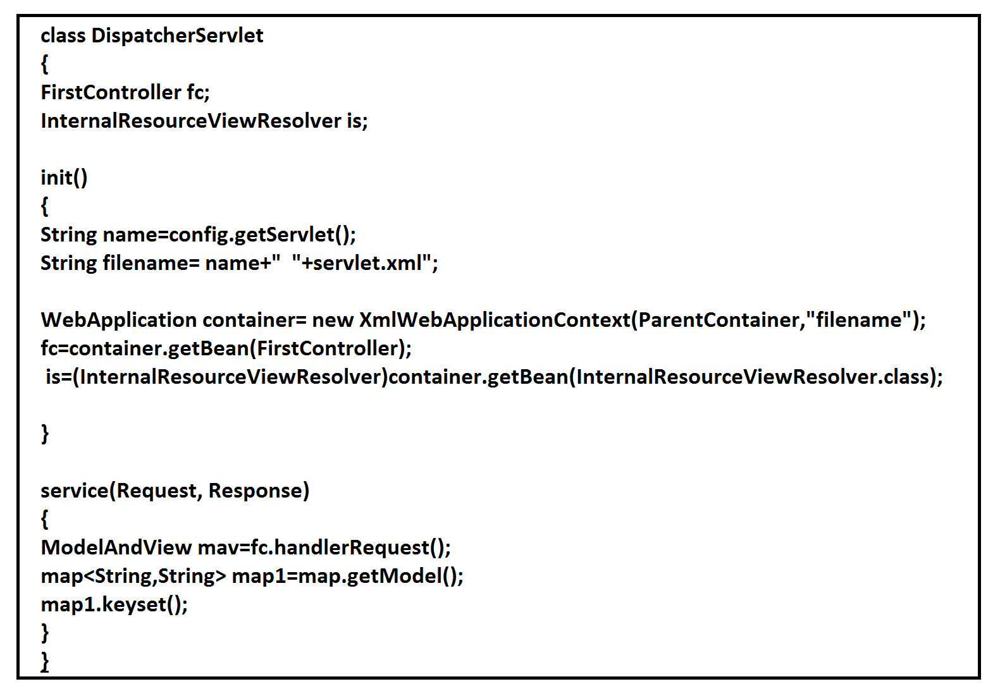 class DispatcherServlet
{
FirstController fc;
InternalResourceViewResolver is;
init()
{
String name=config.getServlet();
String filename= name+"  "+servlet.xml";
WebApplication container= new XmlWebApplicationContext(ParentContainer,"filename");
fc=container.getBean(FirstController);
is=(InternalResourceViewResolver)container.getBean(InternalResourceViewResolver.class);
}
service(Request, Response)
{
ModelAndView mav=fc.handlerRequest();
map<String,String> map1=map.getModel();
map1.keyset();
}
}